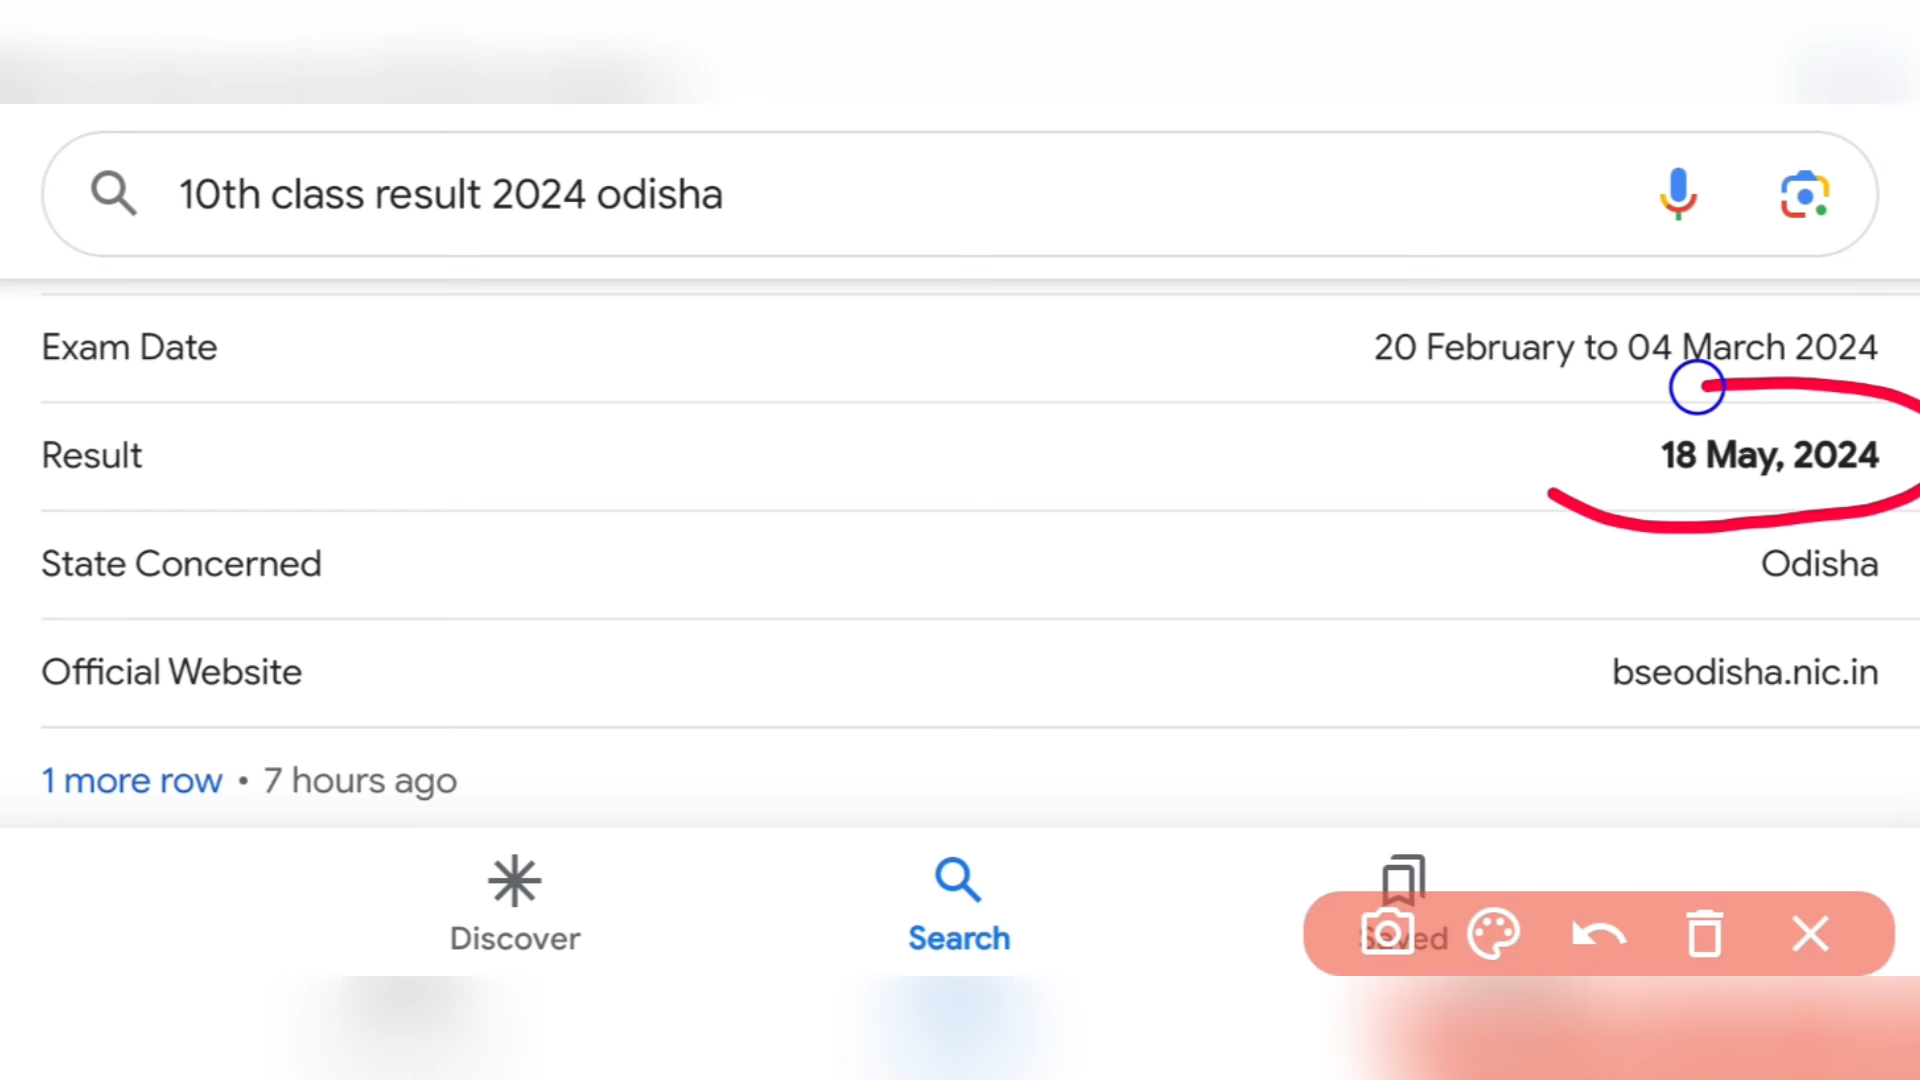 10th class result 2024 odisha
Exam Date 20 February to 04 March 2024
Result 18 May, 2024
State Concerned Odisha
Official Website bseodisha.nic.in
1 more row • 7 hours ago
Discover Search Saved